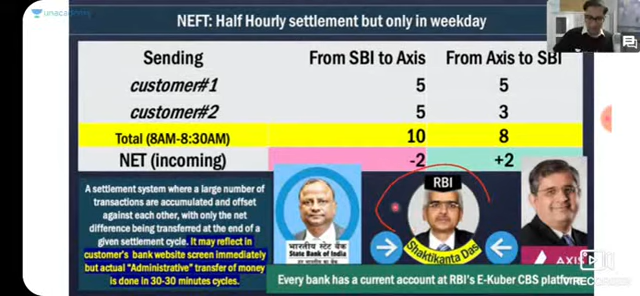 unacademy
NEFT: Half Hourly settlement but only in weekday
Sending From SBI to Axis From Axis to SBI
customer#1 5 5
customer#2 5 3
Total (8AM-8:30AM) 10 8
NET (incoming) -2 +2
A settlement system where a large number of
transactions are accumulated and offset
against each other, with only the net
difference being transferred at the end of a
given settlement cycle. It may reflect in
customer's bank website screen immediately
but actual “Administrative” transfer of money
is done in 30-30 minutes cycles.
भारतीय स्टेट बैंक
State Bank of India
RBI
Shaktikanta Das
AXIS
Every bank has a current account at RBI's E-Kuber CBS platform
RECORDED